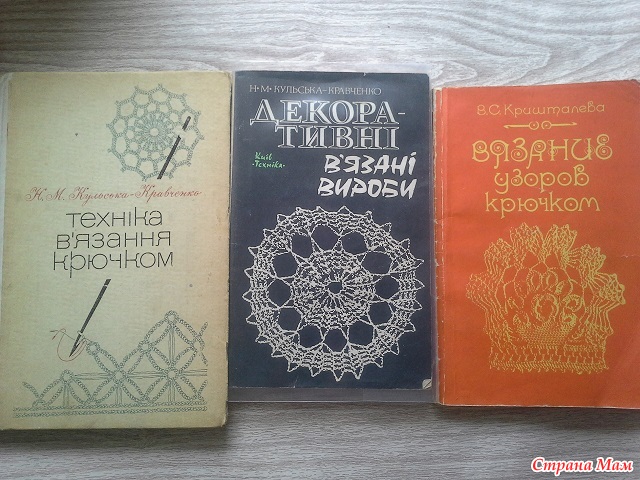 Н. М. Кульська-Кравченко
техніка
в'язання
крючком
Н·М·КУЛЬСЬКА-КРАВЧЕНКО
ДЕКОРА-
ТИВНІ
Київ
«Техніка»
В'ЯЗАНІ
ВИРОБИ
В.С.Кришталева
ВЯЗАНИЕ
узоров
крючком
Страна Мам